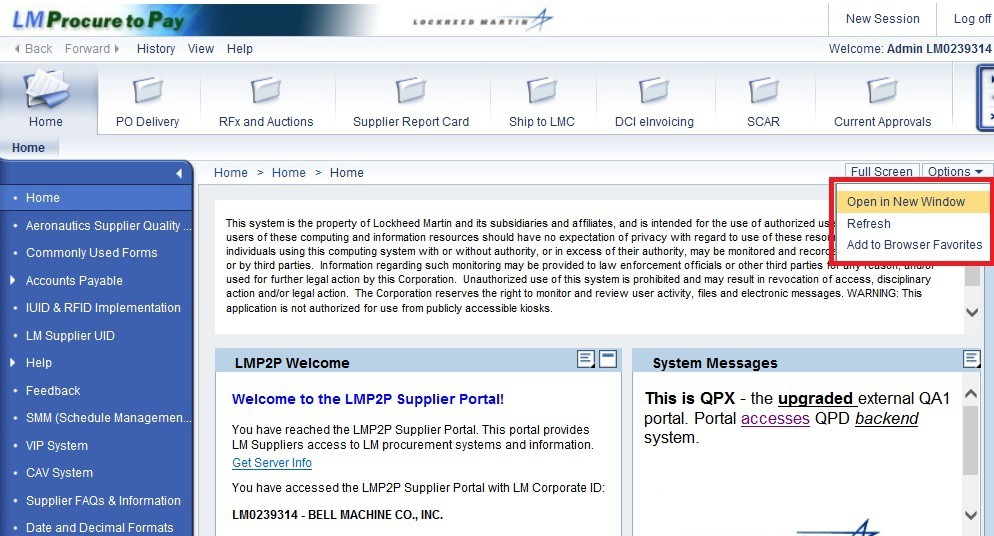 LM Procure to Pay
LOCKHEED MARTIN
New Session
Log off
Back
Forward
History
View
Help
Welcome: Admin LM0239314
Home
PO Delivery
RFx and Auctions
Supplier Report Card
Ship to LMC
DCI eInvoicing
SCAR
Current Approvals
Home
Home
Aeronautics Supplier Quality ...
Commonly Used Forms
Accounts Payable
IUID & RFID Implementation
LM Supplier UID
Help
Feedback
SMM (Schedule Managemen...
VIP System
CAV System
Supplier FAQs & Information
Date and Decimal Formats
Home > Home > Home
Full Screen
Options
Open in New Window
Refresh
Add to Browser Favorites
This system is the property of Lockheed Martin and its subsidiaries and affiliates, and is intended for the use of authorized
users of these computing and information resources should have no expectation of privacy with regard to use of these
individuals using this computing system with or without authority, or in excess of their authority, may be monitored and
or by third parties. Information regarding such monitoring may be provided to law enforcement officials or other third parties for any reason, and/or
used for further legal action by this Corporation. Unauthorized use of this system is prohibited and may result in revocation of access, disciplinary
action and/or legal action. The Corporation reserves the right to monitor and review user activity, files and electronic messages. WARNING: This
application is not authorized for use from publicly accessible kiosks.
LMP2P Welcome
Welcome to the LMP2P Supplier Portal!
You have reached the LMP2P Supplier Portal. This portal provides
LM Suppliers access to LM procurement systems and information.
Get Server Info
You have accessed the LMP2P Supplier Portal with LM Corporate ID:
LM0239314 - BELL MACHINE CO., INC.
System Messages
This is QPX - the upgraded external QA1
portal. Portal accesses QPD backend
system.